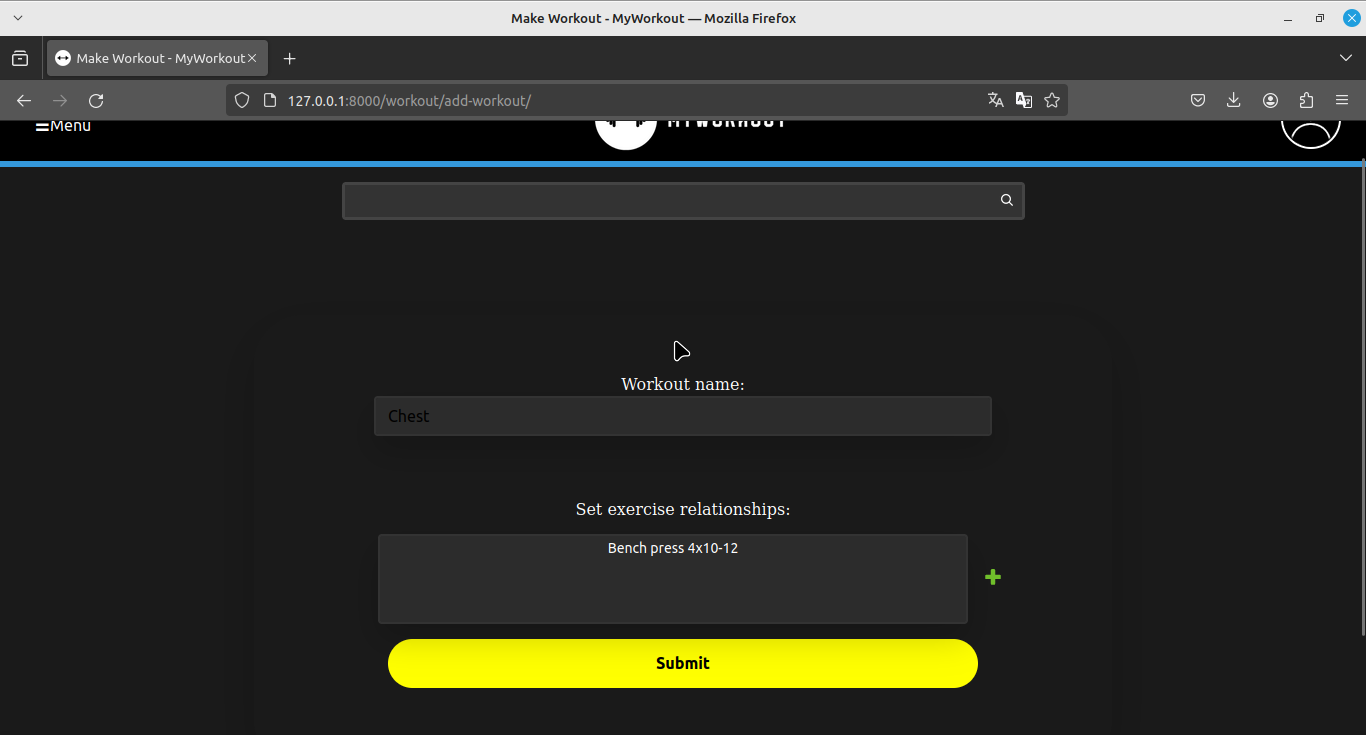 Make Workout - MyWorkout — Mozilla Firefox
Make Workout - MyWorkout
127.0.0.1:8000/workout/add-workout/
Menu
MYWORKOUT
Workout name:
Chest
Set exercise relationships:
Bench press 4x10-12
Submit